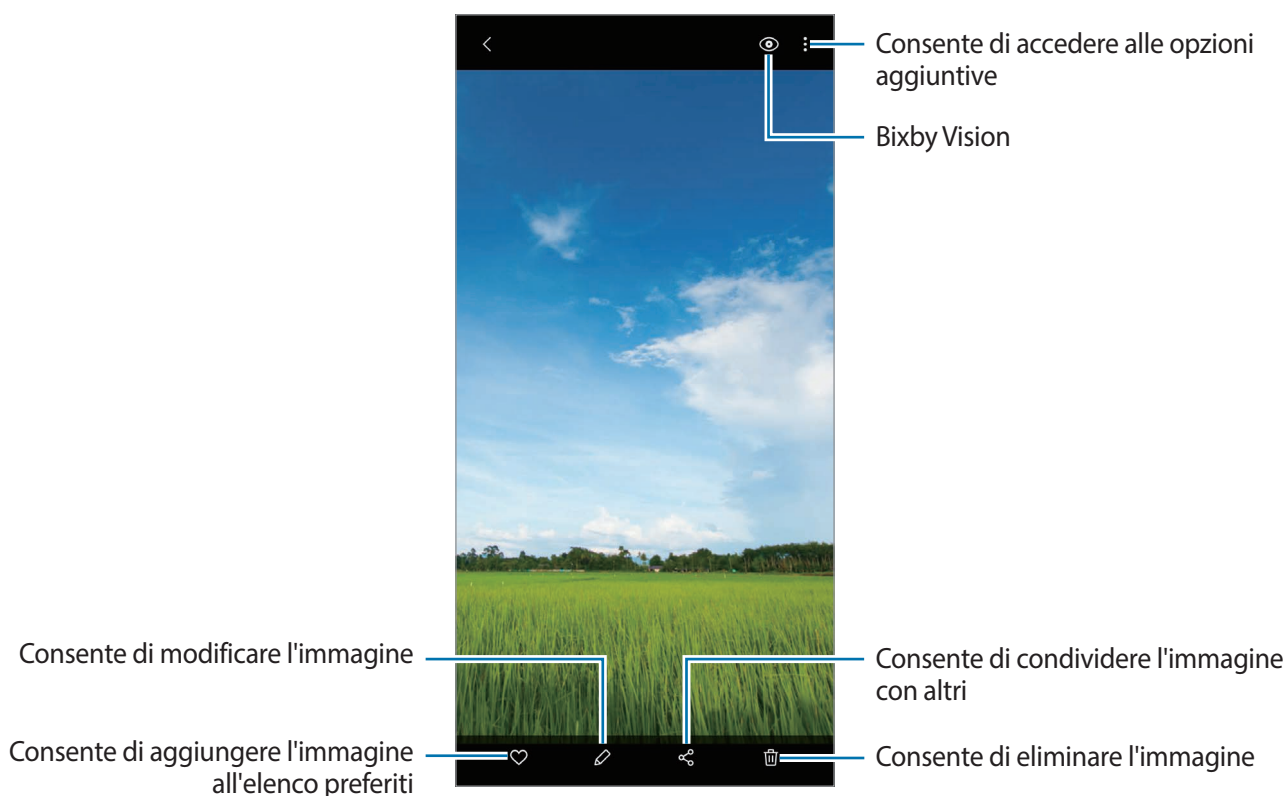 Consente di accedere alle opzioni
aggiuntive
Bixby Vision
Consente di modificare l'immagine
Consente di condividere l'immagine
con altri
Consente di aggiungere l'immagine
all'elenco preferiti
Consente di eliminare l'immagine